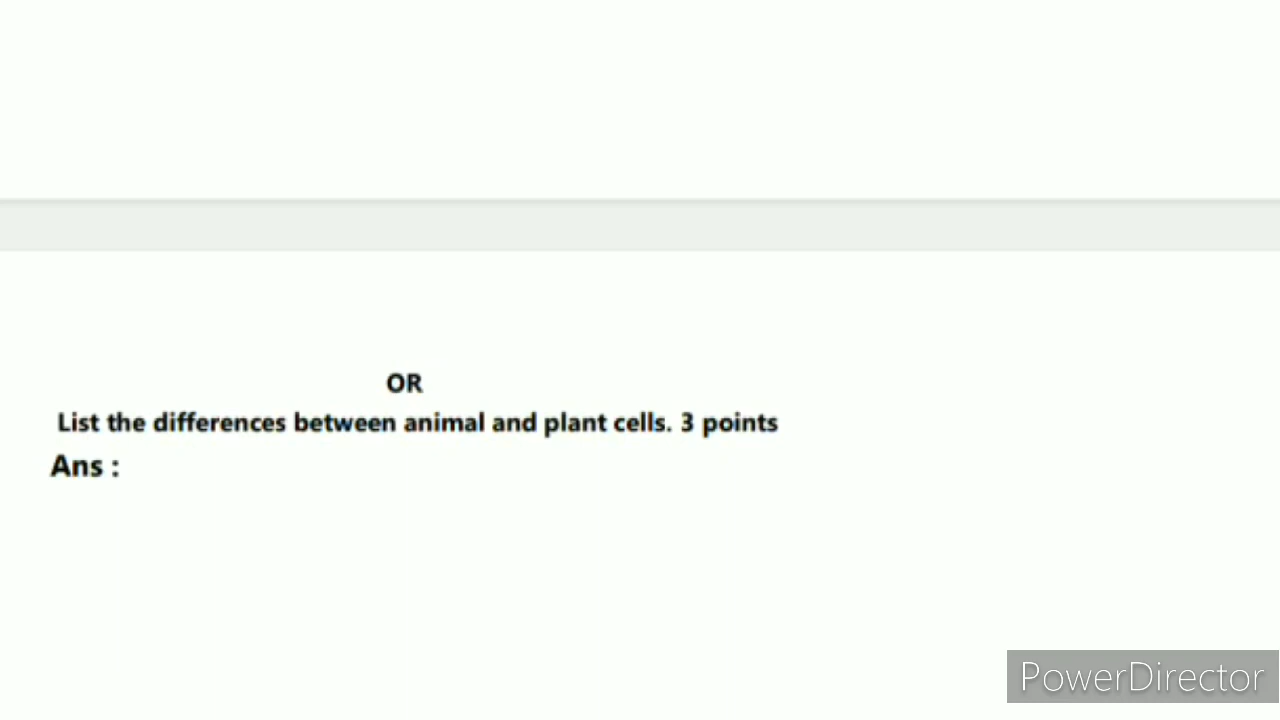 OR
List the differences between animal and plant cells. 3 points
Ans :
PowerDirector